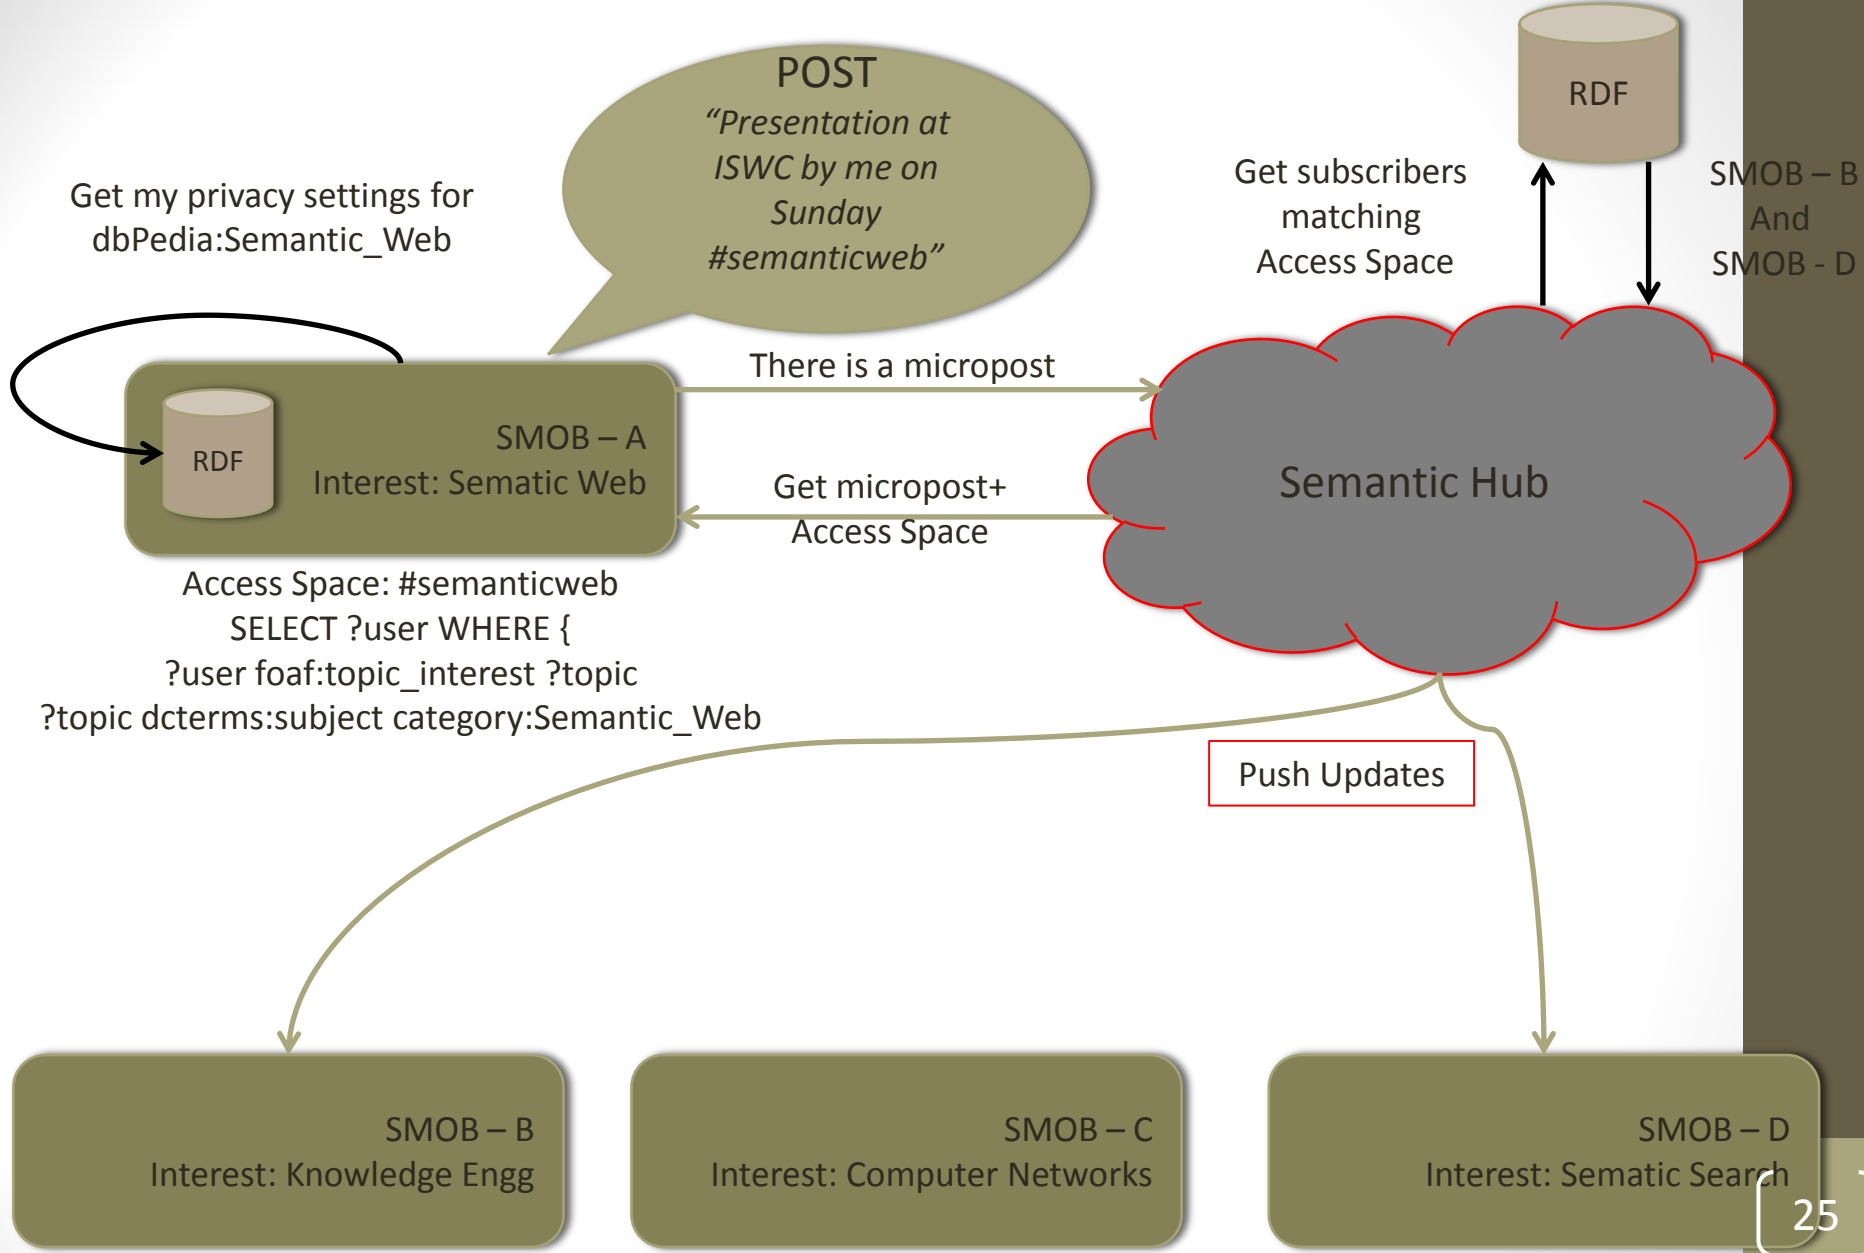 POST
“Presentation at
ISWC by me on
Sunday
#semanticweb”
RDF
Get my privacy settings for
dbPedia:Semantic_Web
Get subscribers
matching
Access Space
SMOB – B
And
SMOB - D
There is a micropost
RDF
SMOB – A
Interest: Sematic Web
Get micropost+
Access Space
Semantic Hub
Access Space: #semanticweb
SELECT ?user WHERE {
?user foaf:topic_interest ?topic
?topic dcterms:subject category:Semantic_Web
Push Updates
SMOB – B
Interest: Knowledge Engg
SMOB – C
Interest: Computer Networks
SMOB – D
Interest: Sematic Search
25